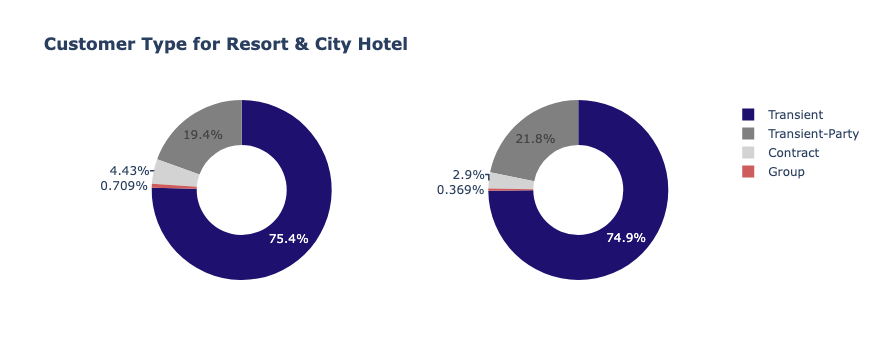 Customer Type for Resort & City Hotel
19.4%
4.43%
0.709%
75.4%
21.8%
2.9%
0.369%
74.9%
Transient
Transient-Party
Contract
Group